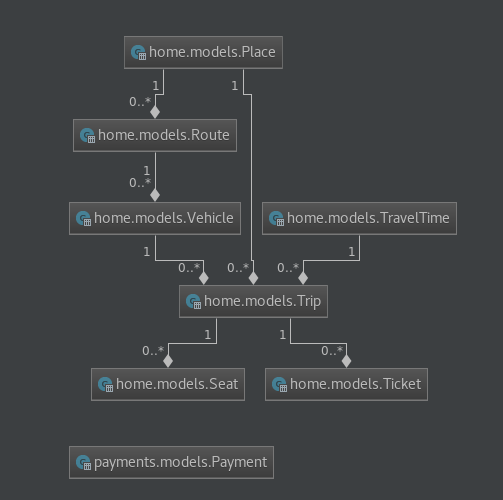 home.models.Place
1
1
0..*
home.models.Route
1
0..*
home.models.Vehicle
home.models.TravelTime
1
1
0..*
0..*
0..*
home.models.Trip
1
1
0..*
0..*
home.models.Seat
home.models.Ticket
payments.models.Payment